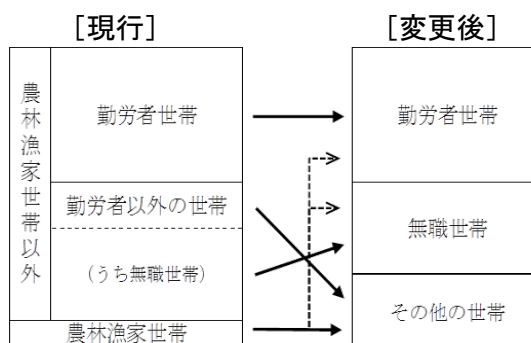 [現行]
農林漁家世帯以外
勤労者世帯
勤労者以外の世帯
(うち無職世帯)
農林漁家世帯
[変更後]
勤労者世帯
無職世帯
その他の世帯